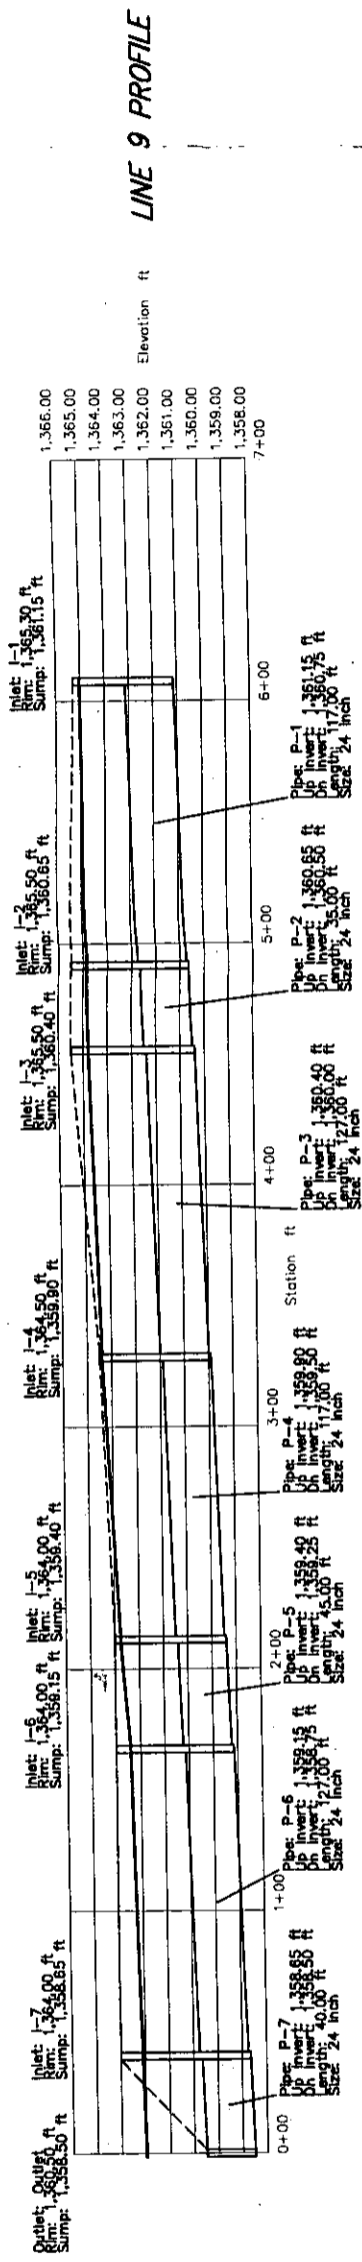 LINE 9 PROFILE
Outlet: Outlet
Rim: 1,360.50 ft
Sump: 1,358.50 ft
Inlet: I-7
Rim: 1,364.00 ft
Sump: 1,358.65 ft
Inlet: I-6
Rim: 1,364.00 ft
Sump: 1,359.15 ft
Inlet: I-5
Rim: 1,364.00 ft
Sump: 1,359.40 ft
Inlet: I-4
Rim: 1,364.50 ft
Sump: 1,359.90 ft
Inlet: I-3
Rim: 1,365.50 ft
Sump: 1,360.40 ft
Inlet: I-2
Rim: 1,365.50 ft
Sump: 1,360.65 ft
Inlet: I-1
Rim: 1,365.30 ft
Sump: 1,361.15 ft
1,366.00
1,365.00
1,364.00
1,363.00
1,362.00
1,361.00
1,360.00
1,359.00
1,358.00
Elevation ft
0+00
1+00
2+00
3+00
4+00
5+00
6+00
7+00
Station ft
Pipe: P-7
Up Invert: 1,358.65 ft
Dn Invert: 1,358.50 ft
Length: 40.00 ft
Size: 24 inch
Pipe: P-6
Up Invert: 1,359.15 ft
Dn Invert: 1,358.75 ft
Length: 127.00 ft
Size: 24 inch
Pipe: P-5
Up Invert: 1,359.40 ft
Dn Invert: 1,359.25 ft
Length: 45.00 ft
Size: 24 inch
Pipe: P-4
Up Invert: 1,359.90 ft
Dn Invert: 1,359.50 ft
Length: 117.00 ft
Size: 24 inch
Pipe: P-3
Up Invert: 1,360.40 ft
Dn Invert: 1,360.00 ft
Length: 127.00 ft
Size: 24 inch
Pipe: P-2
Up Invert: 1,360.65 ft
Dn Invert: 1,360.50 ft
Length: 35.00 ft
Size: 24 inch
Pipe: P-1
Up Invert: 1,361.15 ft
Dn Invert: 1,360.75 ft
Length: 117.00 ft
Size: 24 inch